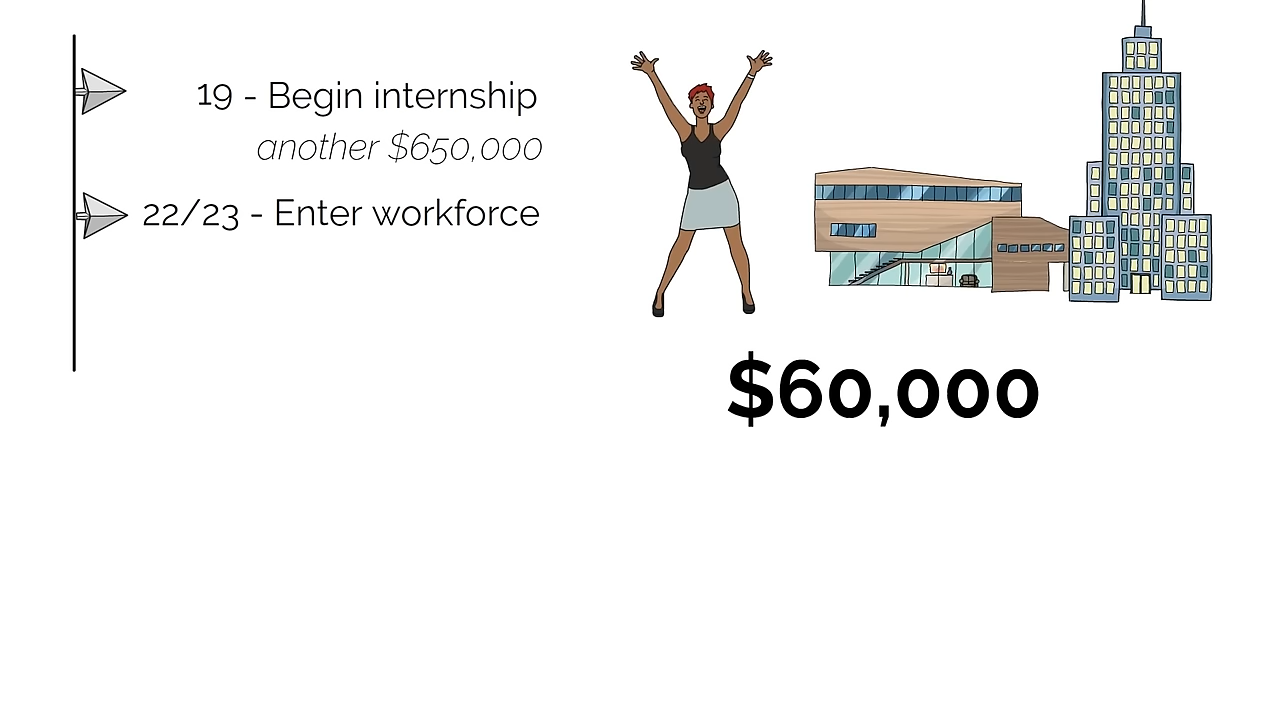 19 - Begin internship
another $650,000
22/23 - Enter workforce
$60,000